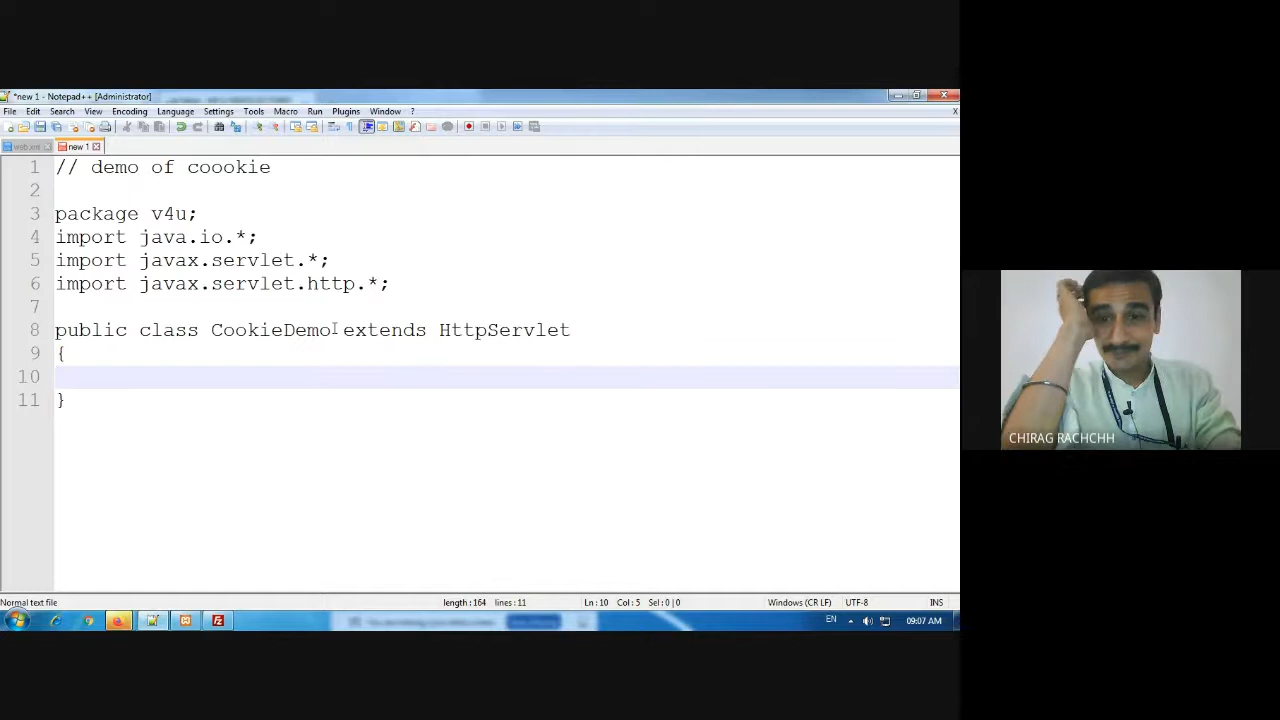 *new 1 - Notepad++ [Administrator]
File Edit Search View Encoding Language Settings Tools Macro Run Plugins Window ? X
web.xml new 1
1 // demo of coookie
2
3 package v4u;
4 import java.io.*;
5 import javax.servlet.*;
6 import javax.servlet.http.*;
7
8 public class CookieDemo extends HttpServlet
9 {
10
11 }
CHIRAG RACHCHH
Normal text file length : 164 lines : 11 Ln : 10 Col : 5 Sel : 0 | 0 Windows (CR LF) UTF-8 INS
EN 09:07 AM